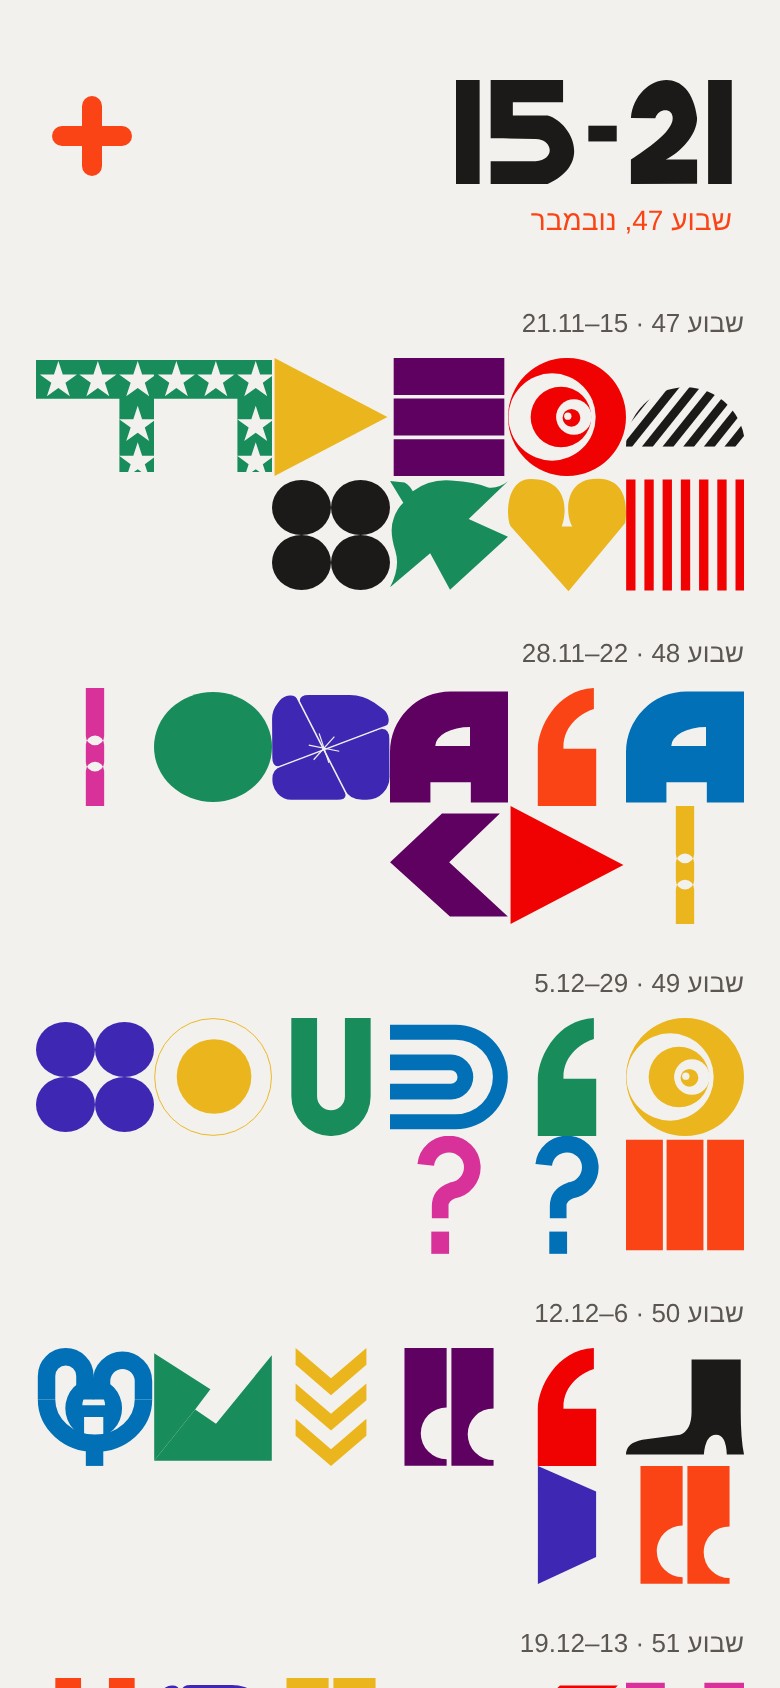 15-21
שבוע 47, נובמבר
שבוע 47 · 15–21.11
שבוע 48 · 22–28.11
שבוע 49 · 29–5.12
שבוע 50 · 6–12.12
שבוע 51 · 13–19.12